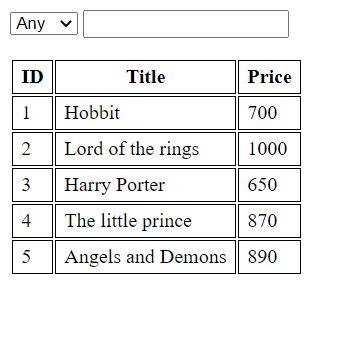 Any
ID Title Price
1 Hobbit 700
2 Lord of the rings 1000
3 Harry Porter 650
4 The little prince 870
5 Angels and Demons 890